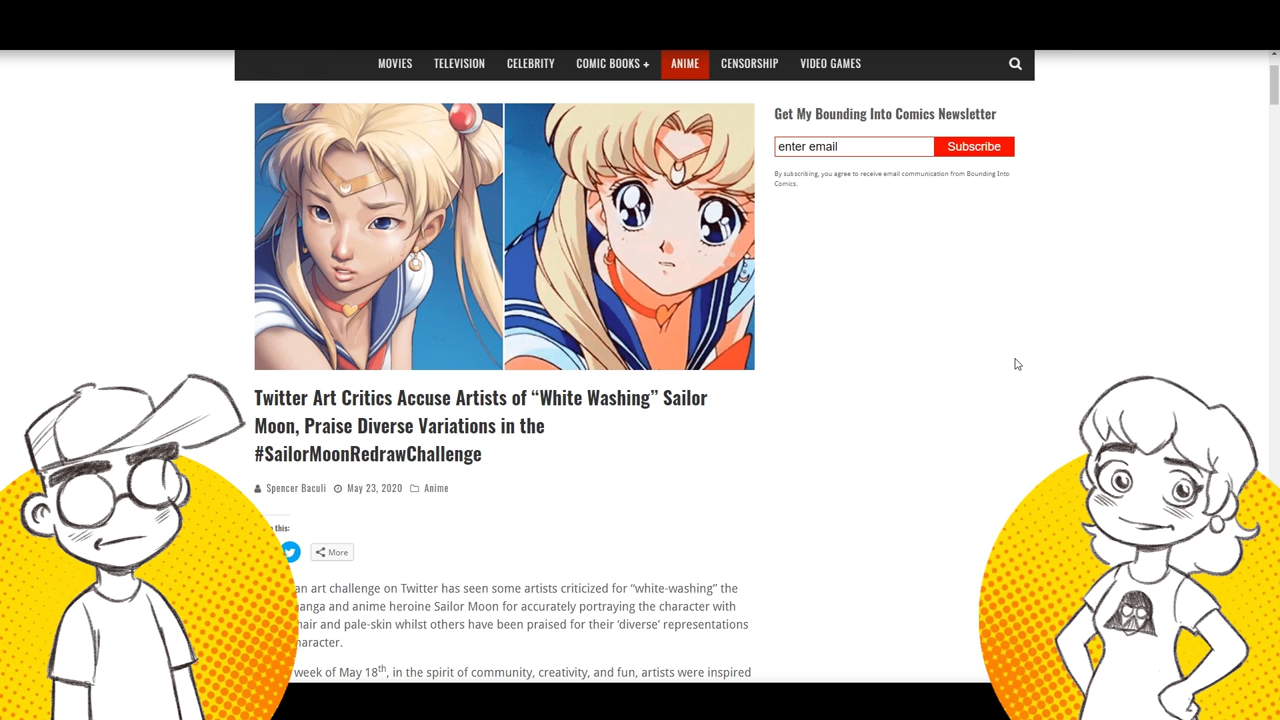 MOVIES TELEVISION CELEBRITY COMIC BOOKS + ANIME CENSORSHIP VIDEO GAMES
Get My Bounding Into Comics Newsletter
enter email Subscribe
By subscribing, you agree to receive email communication from Bounding Into
Comics.
Twitter Art Critics Accuse Artists of “White Washing” Sailor
Moon, Praise Diverse Variations in the
#SailorMoonRedrawChallenge
Spencer Baculi May 23, 2020 Anime
this:
More
an art challenge on Twitter has seen some artists criticized for “white-washing” the
and anime heroine Sailor Moon for accurately portraying the character with
and pale-skin whilst others have been praised for their ‘diverse’ representations
week of May 18th, in the spirit of community, creativity, and fun, artists were inspired